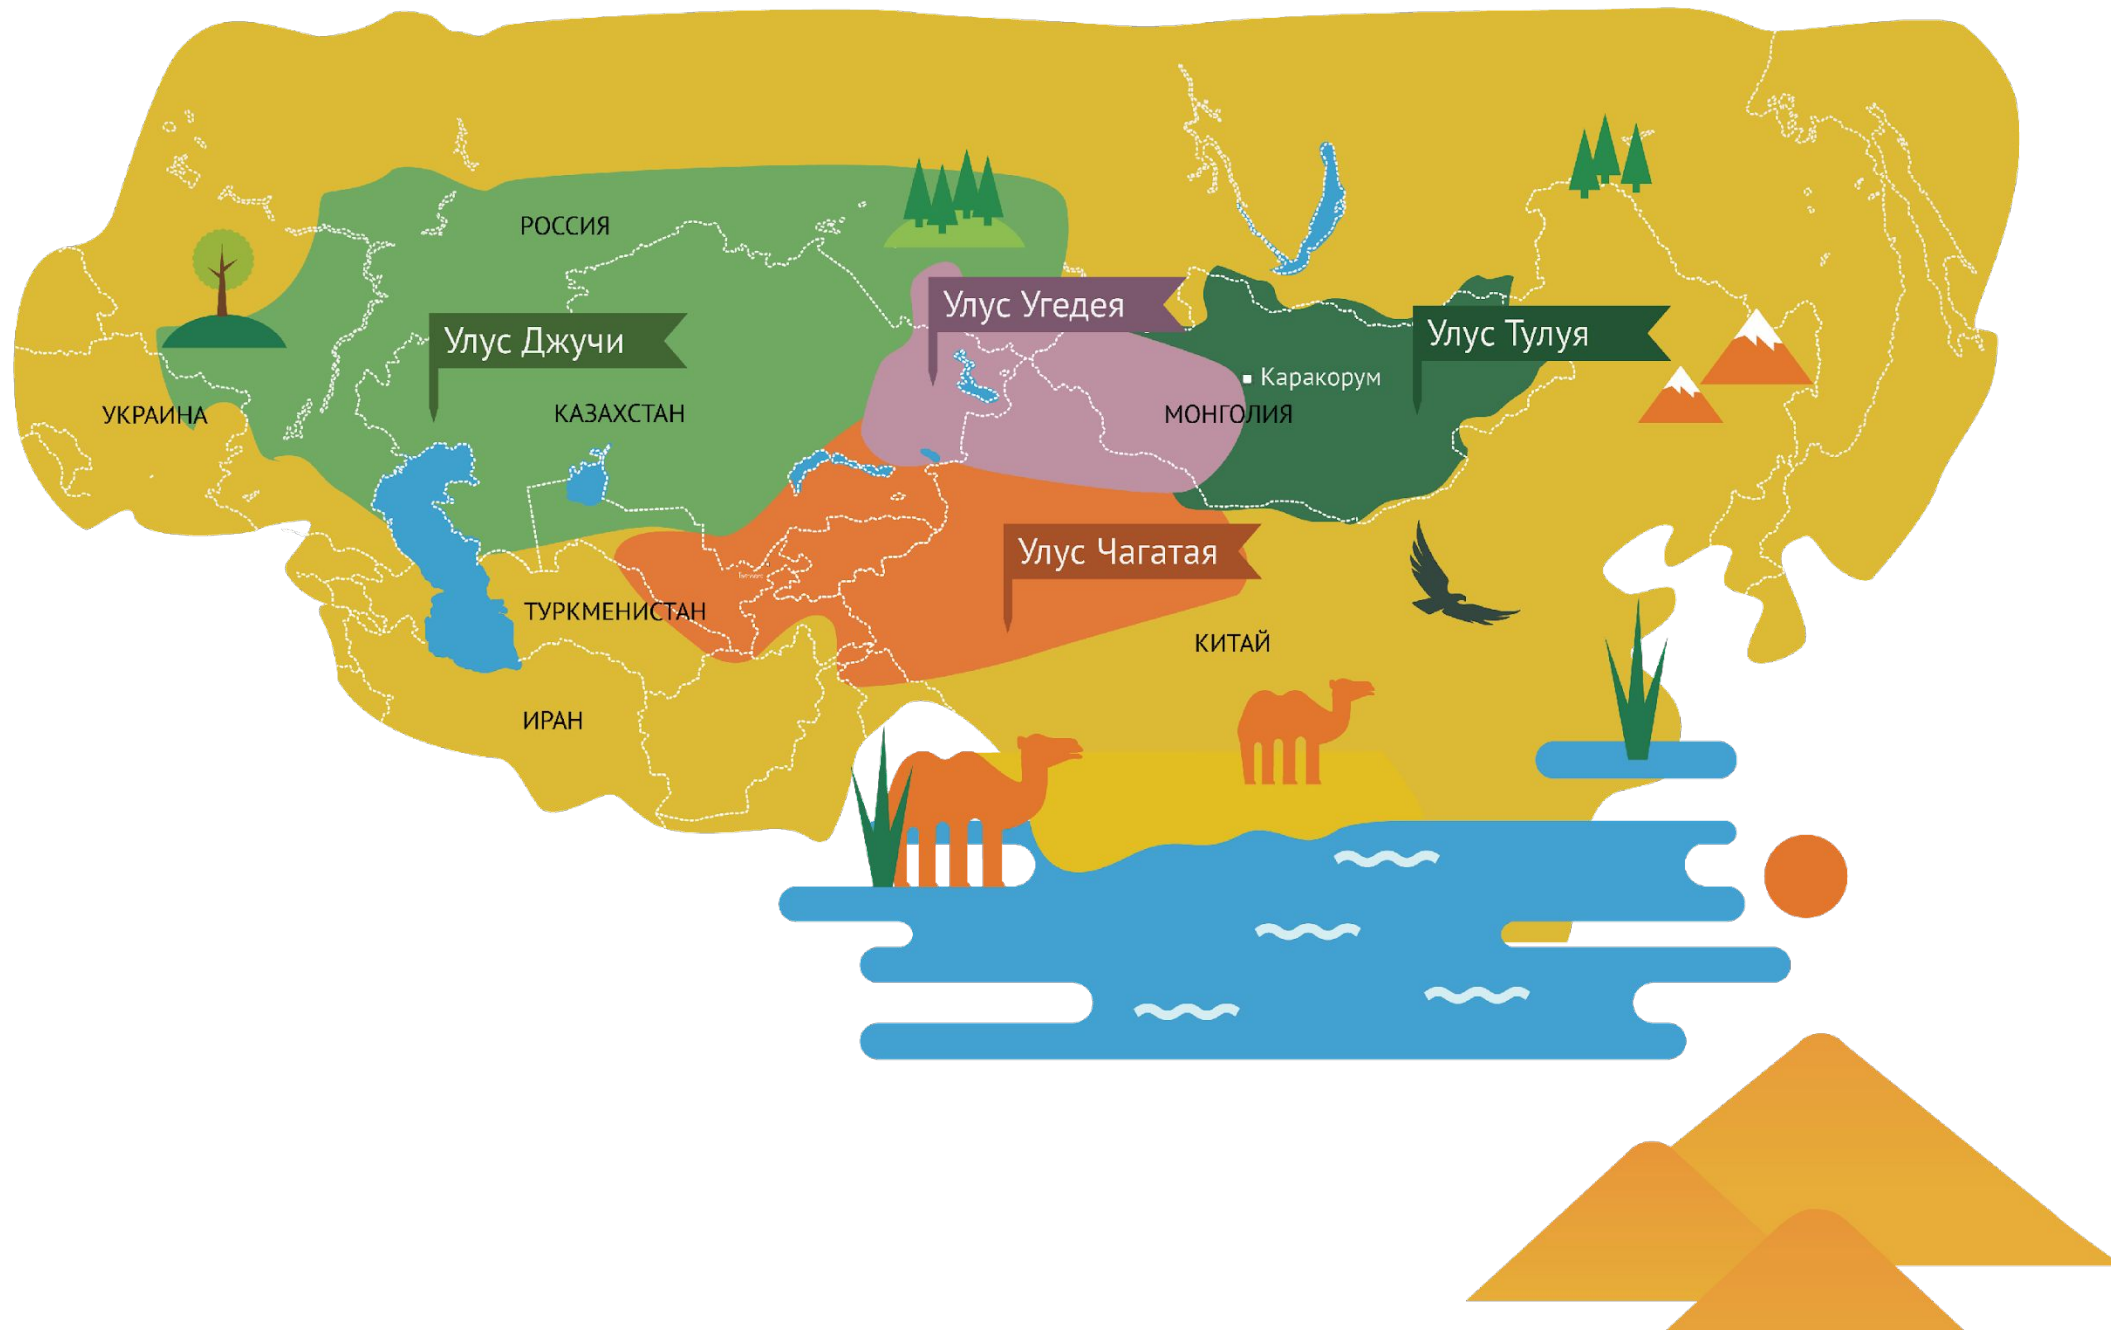 РОССИЯ
Улус Угедея
Улус Джучи
Улус Тулуя
Каракорум
УКРАИНА
КАЗАХСТАН
МОНГОЛИЯ
Улус Чагатая
ТУРКМЕНИСТАН
КИТАЙ
ИРАН